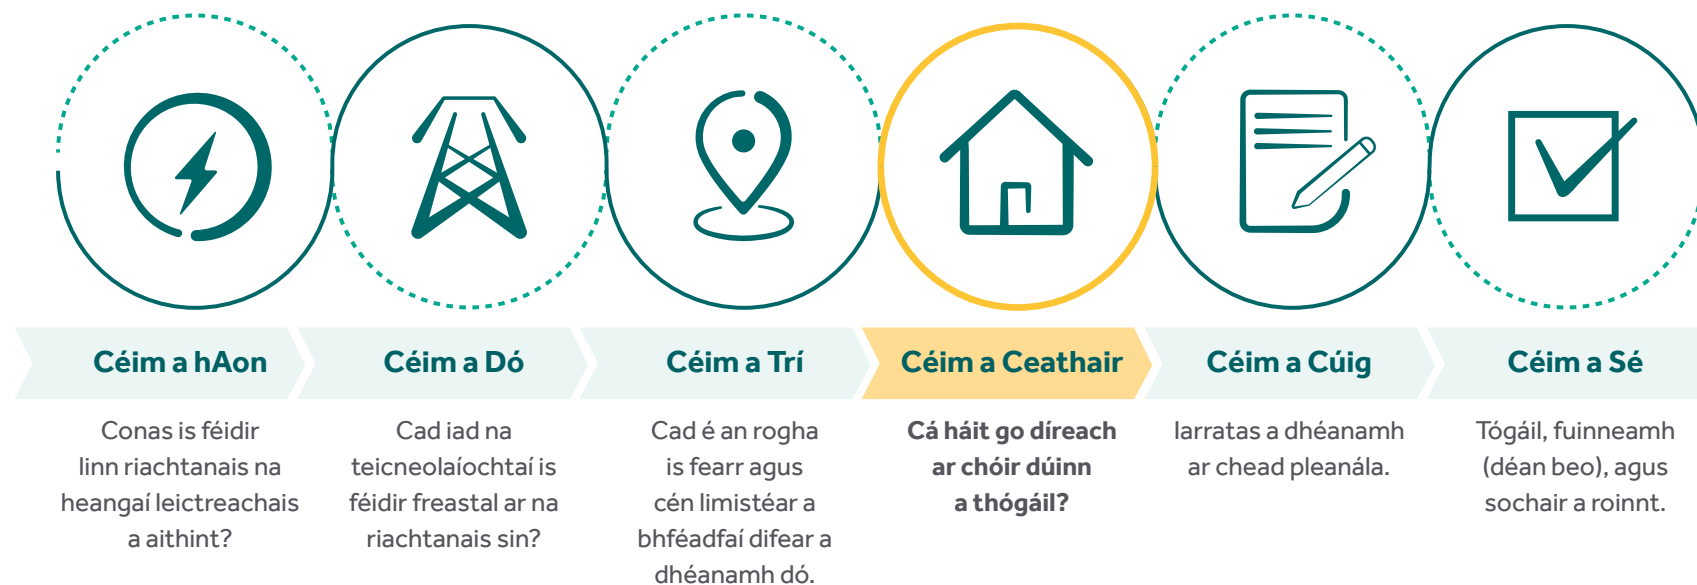 Céim a hAon
Conas is féidir
linn riachtanais na
heangaí leictreachais
a aithint?
Céim a Dó
Cad iad na
teicneolaíochtaí is
féidir freastal ar na
riachtanais sin?
Céim a Trí
Cad é an rogha
is fearr agus
cén limistéar a
bhféadfaí difear a
dhéanamh dó.
Céim a Ceathair
Cá háit go díreach
ar chóir dúinn
a thógáil?
Céim a Cúig
Iarratas a dhéanamh
ar chead pleanála.
Céim a Sé
Tógáil, fuinneamh
(déan beo), agus
sochair a roinnt.